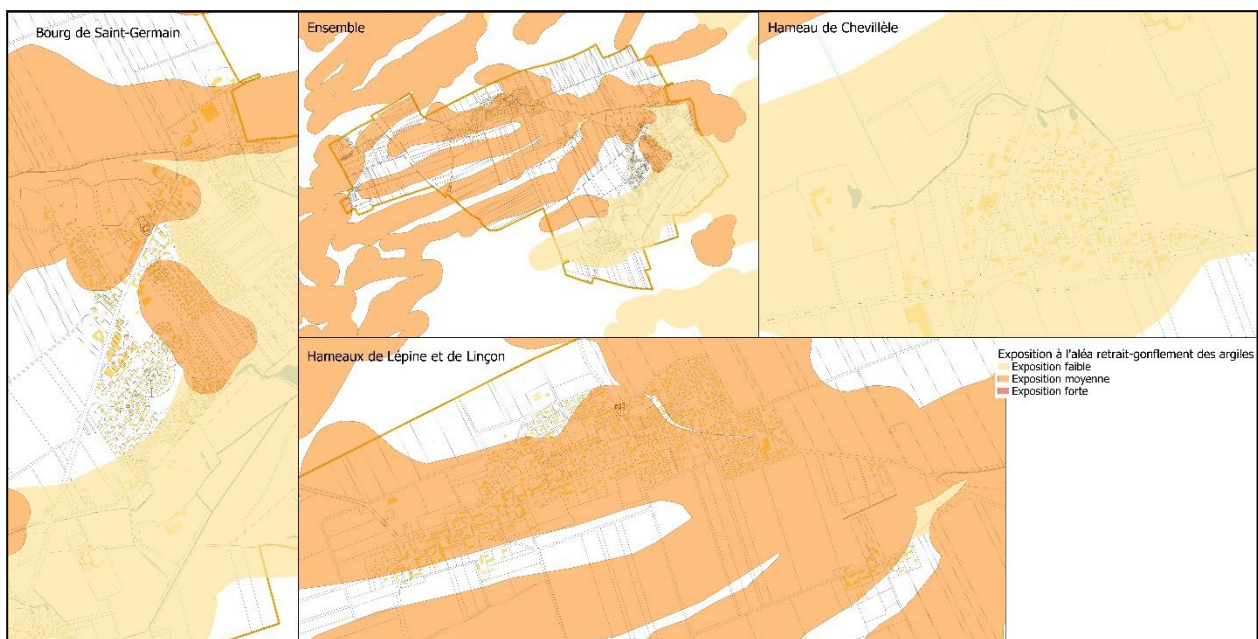 Bourg de Saint-Germain
Ensemble
Hameau de Chevillèle
Hameaux de Lépine et de Linçon
Exposition à l'aléa retrait-gonflement des argiles
Exposition faible
Exposition moyenne
Exposition forte